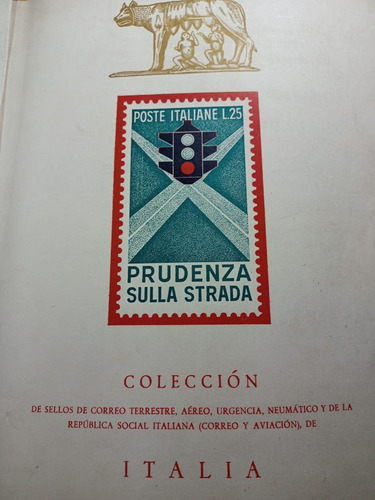 POSTE ITALIANE L.25
PRUDENZA
SULLA STRADA
COLECCIÓN
DE SELLOS DE CORREO TERRESTRE, AÉREO, URGENCIA, NEUMÁTICO Y DE LA
REPÚBLICA SOCIAL ITALIANA (CORREO Y AVIACIÓN), DE
ITALIA